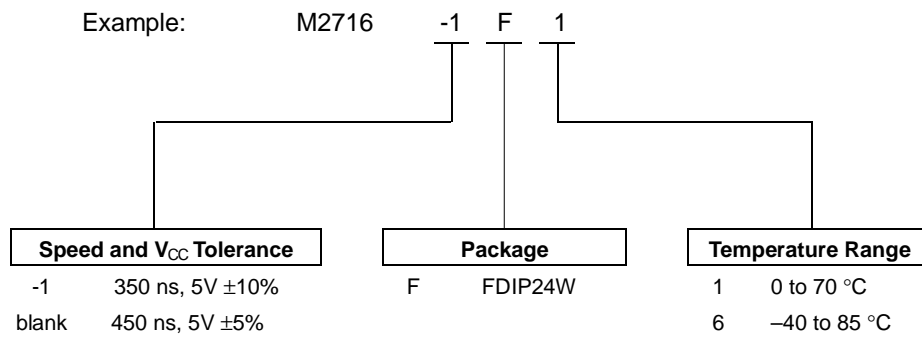 Example: M2716 -1 F 1
Speed and VCC Tolerance
-1 350 ns, 5V ±10%
blank 450 ns, 5V ±5%
Package
F FDIP24W
Temperature Range
1 0 to 70 °C
6 –40 to 85 °C